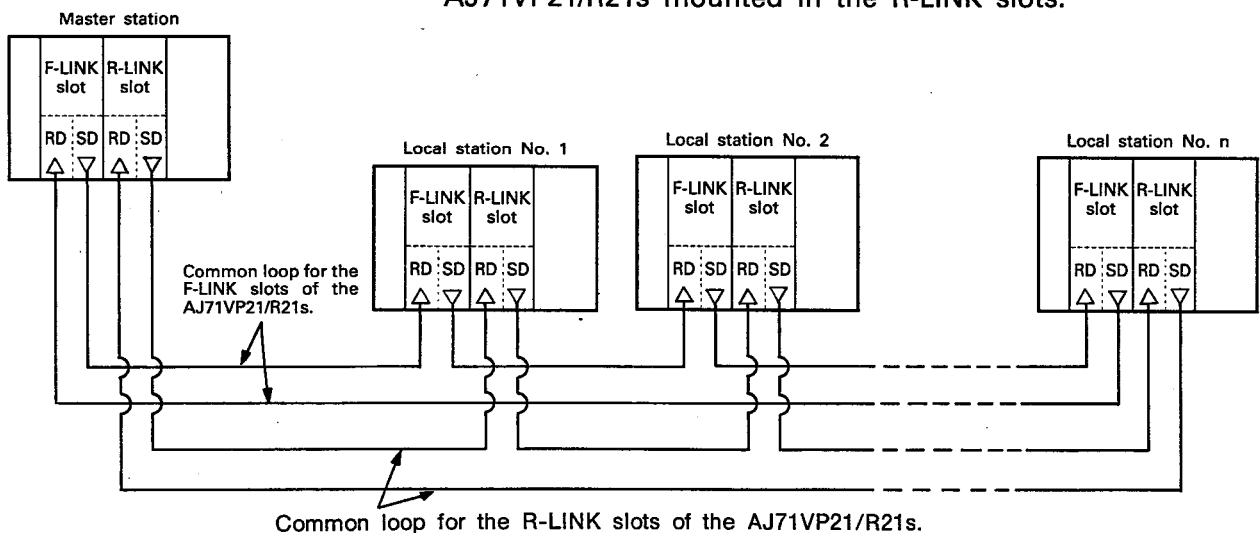 AJ71VP21/R21s mounted in the R-LINK slots.
Master station
F-LINK slot
R-LINK slot
RD SD RD SD
Local station No. 1
F-LINK slot
R-LINK slot
RD SD RD SD
Local station No. 2
F-LINK slot
R-LINK slot
RD SD RD SD
Local station No. n
F-LINK slot
R-LINK slot
RD SD RD SD
Common loop for the
F-LINK slots of the
AJ71VP21/R21s.
Common loop for the R-LINK slots of the AJ71VP21/R21s.